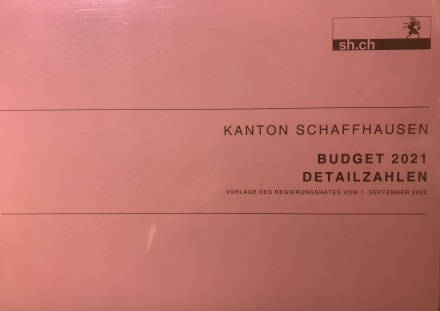 sh.ch
KANTON SCHAFFHAUSEN
BUDGET 2021
DETAILZAHLEN
VORLAGE DES REGIERUNGSRATES VOM 1. SEPTEMBER 2020